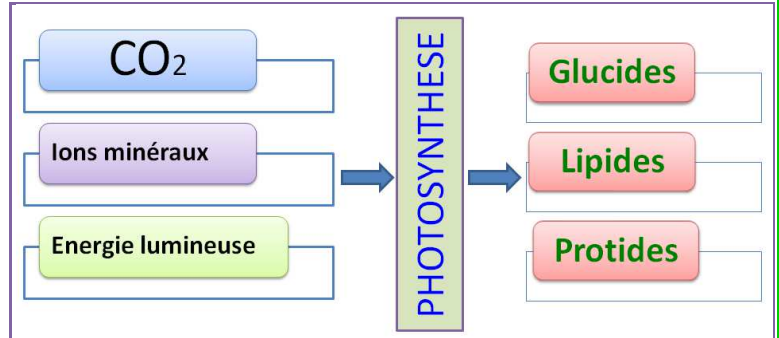 CO₂
Ions minéraux
Energie lumineuse
PHOTOSYNTHESE
Glucides
Lipides
Protides